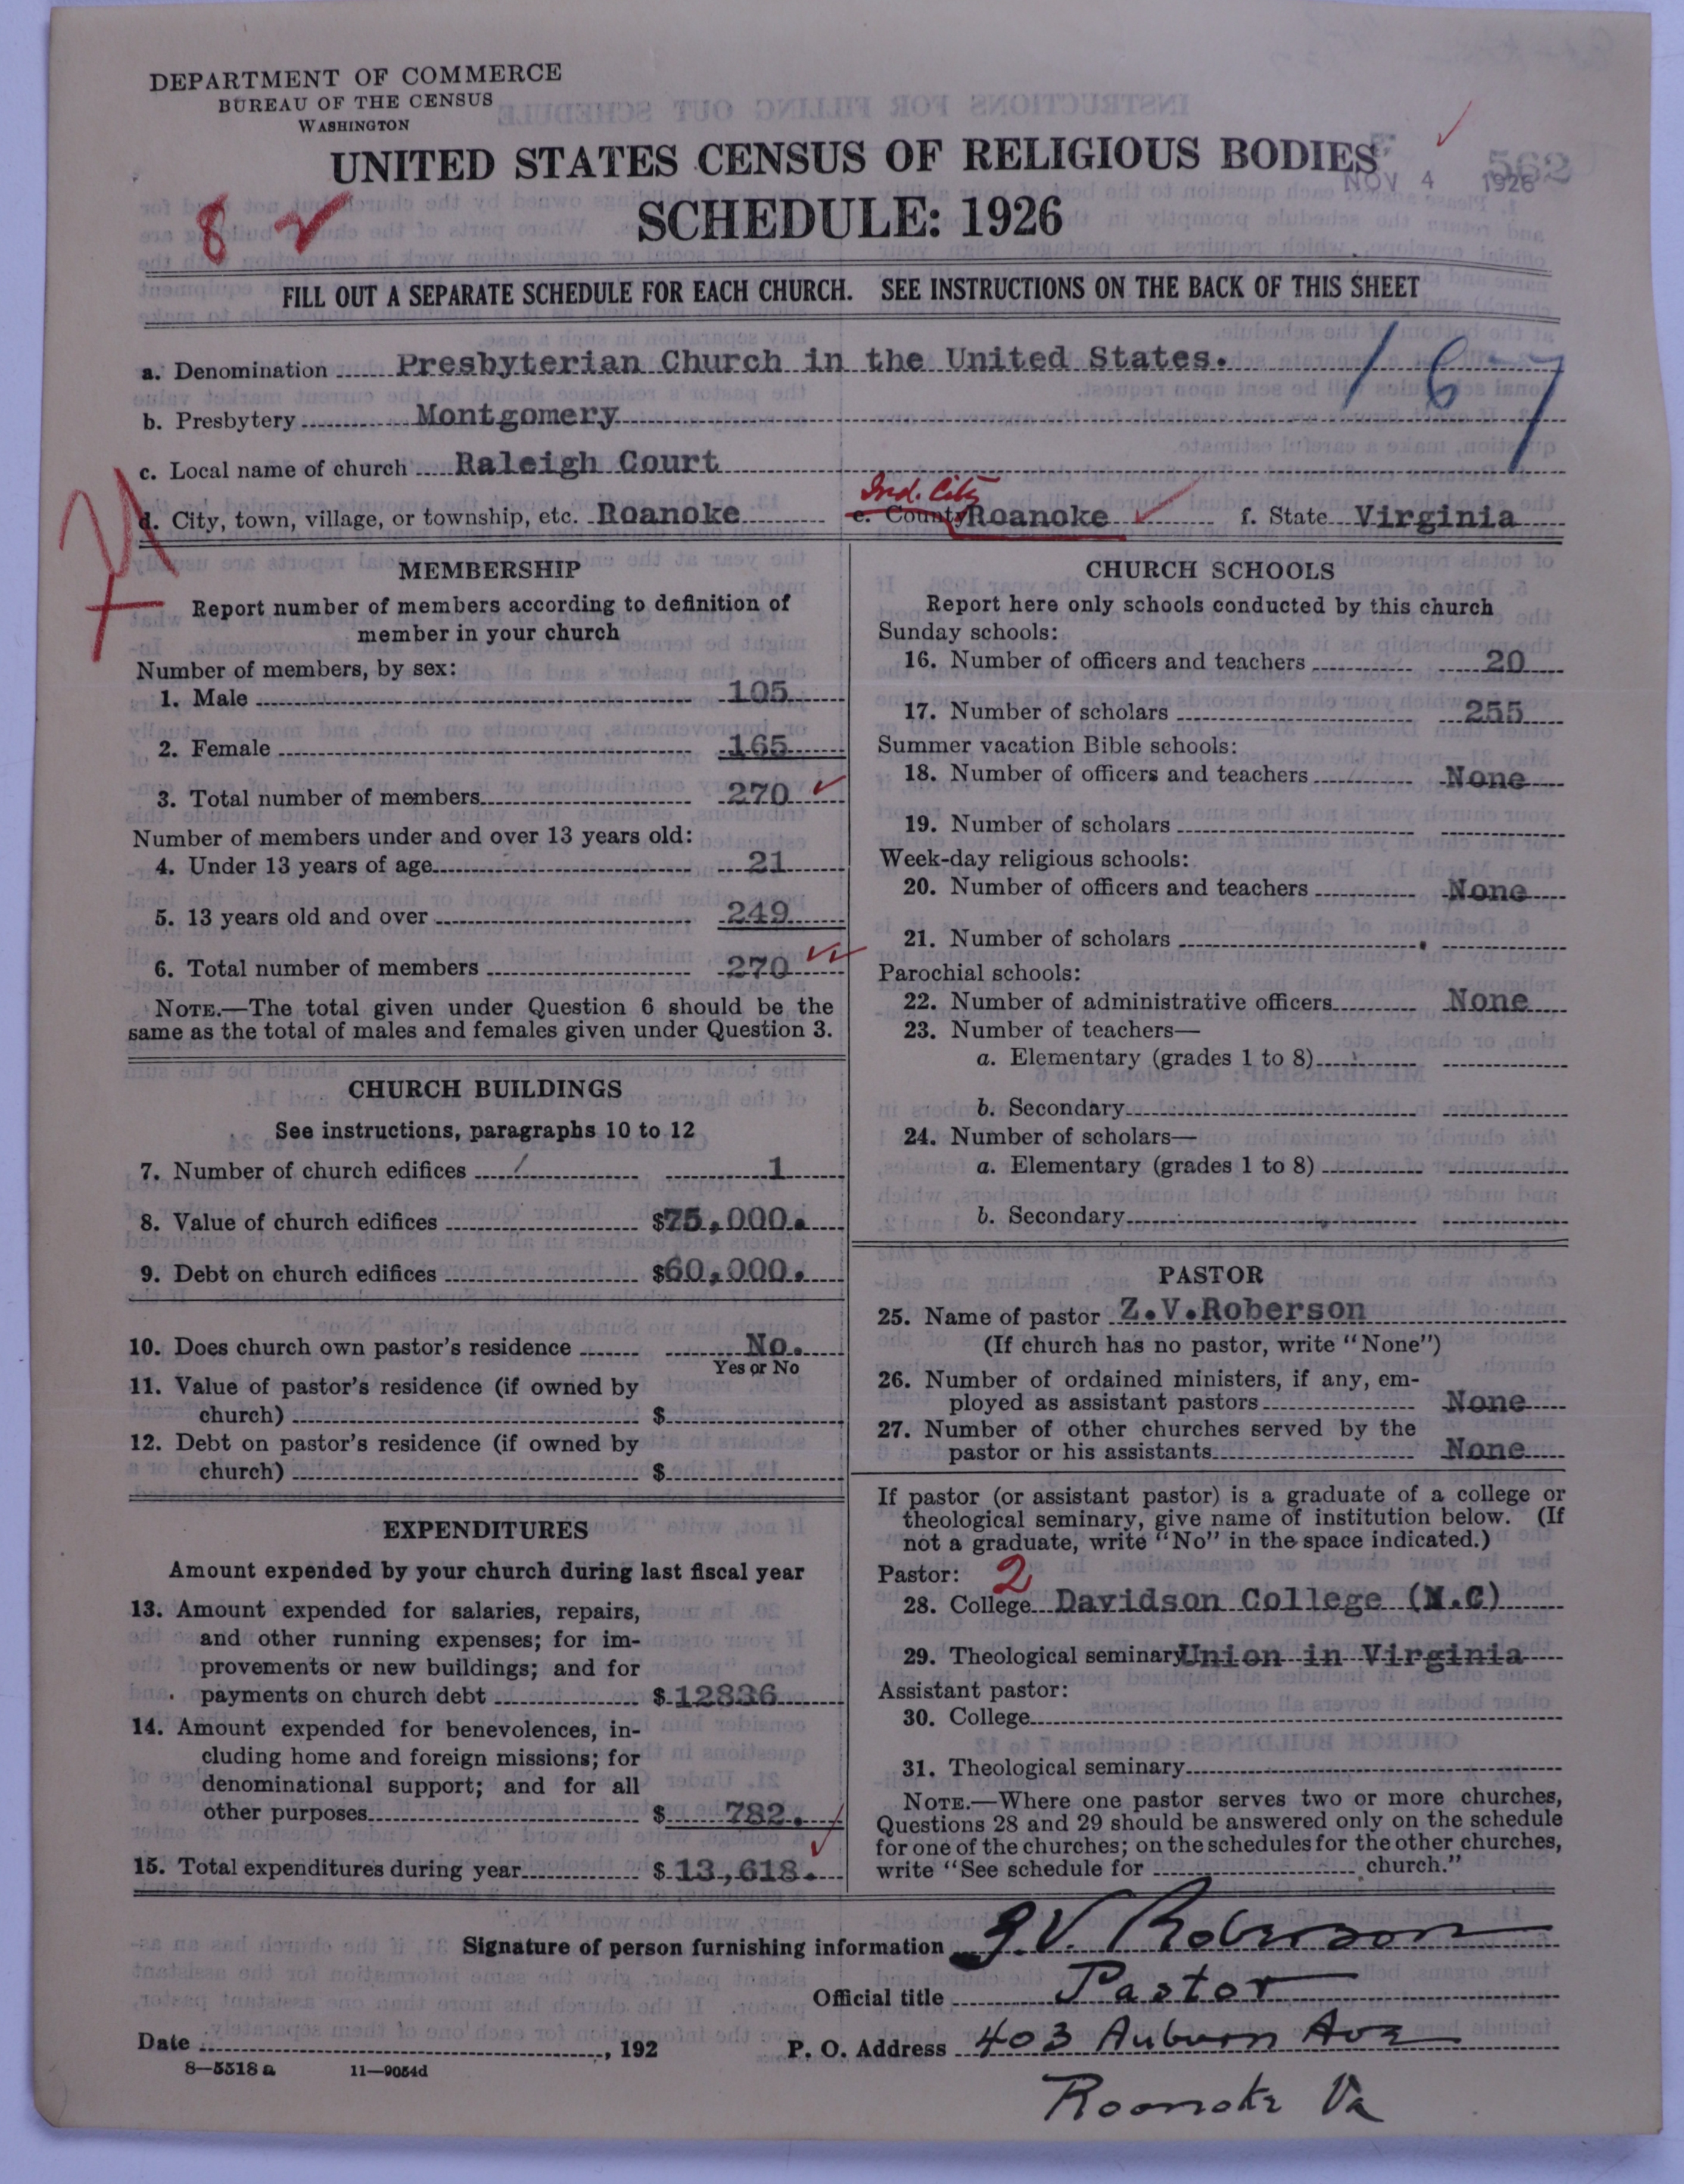 DEPARTMENT OF COMMERCE
BUREAU OF THE CENSUS
WASHINGTON
UNITED STATES CENSUS OF RELIGIOUS BODIES
NOV 4 1926
562
SCHEDULE: 1926
8
FILL OUT A SEPARATE SCHEDULE FOR EACH CHURCH. SEE INSTRUCTIONS ON THE BACK OF THIS SHEET
a. Denomination Presbyterian Church in the United States.
167
b. Presbytery Montgomery
c. Local name of church Raleigh Court
Ind. City
d. City, town, village, or township, etc. Roanoke e. County Roanoke f. State Virginia
MEMBERSHIP
Report number of members according to definition of
member in your church
Number of members, by sex:
1. Male 105
2. Female 165
3. Total number of members 270
Number of members under and over 13 years old:
4. Under 13 years of age 21
5. 13 years old and over 249
6. Total number of members 270
NOTE.—The total given under Question 6 should be the
same as the total of males and females given under Question 3.
CHURCH BUILDINGS
See instructions, paragraphs 10 to 12
7. Number of church edifices 1
8. Value of church edifices $75,000.
9. Debt on church edifices $60,000.
10. Does church own pastor's residence No.
Yes or No
11. Value of pastor's residence (if owned by
church) $
12. Debt on pastor's residence (if owned by
church) $
EXPENDITURES
Amount expended by your church during last fiscal year
13. Amount expended for salaries, repairs,
and other running expenses; for im-
provements or new buildings; and for
payments on church debt $12836
14. Amount expended for benevolences, in-
cluding home and foreign missions; for
denominational support; and for all
other purposes $ 782.
15. Total expenditures during year $13,618.
CHURCH SCHOOLS
Report here only schools conducted by this church
Sunday schools:
16. Number of officers and teachers 20
17. Number of scholars 255
Summer vacation Bible schools:
18. Number of officers and teachers None
19. Number of scholars
Week-day religious schools:
20. Number of officers and teachers None
21. Number of scholars
Parochial schools:
22. Number of administrative officers None
23. Number of teachers—
a. Elementary (grades 1 to 8)
b. Secondary
24. Number of scholars—
a. Elementary (grades 1 to 8)
b. Secondary
PASTOR
25. Name of pastor Z.V.Roberson
(If church has no pastor, write "None")
26. Number of ordained ministers, if any, em-
ployed as assistant pastors None
27. Number of other churches served by the
pastor or his assistants None
If pastor (or assistant pastor) is a graduate of a college or
theological seminary, give name of institution below. (If
not a graduate, write "No" in the space indicated.)
Pastor: 2
28. College Davidson College (N.C)
29. Theological seminary Union in Virginia
Assistant pastor:
30. College
31. Theological seminary
NOTE.—Where one pastor serves two or more churches,
Questions 28 and 29 should be answered only on the schedule
for one of the churches; on the schedules for the other churches,
write "See schedule for church."
Signature of person furnishing information Z.V. Roberson
Official title Pastor
Date , 192 P. O. Address 403 Auburn Ave
8—5518a 11—9054d
Roanoke Va